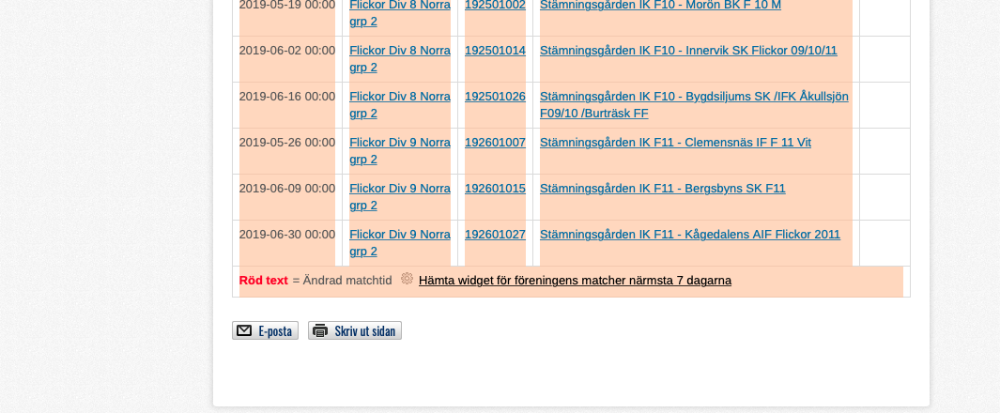 2019-05-19 00:00 Flickor Div 8 Norra 192501002 Stämningsgården IK F10 - Morön BK F 10 M
grp 2
2019-06-02 00:00 Flickor Div 8 Norra 192501014 Stämningsgården IK F10 - Innervik SK Flickor 09/10/11
grp 2
2019-06-16 00:00 Flickor Div 8 Norra 192501026 Stämningsgården IK F10 - Bygdsiljums SK /IFK Åkullsjön
grp 2 F09/10 /Burträsk FF
2019-05-26 00:00 Flickor Div 9 Norra 192601007 Stämningsgården IK F11 - Clemensnäs IF F 11 Vit
grp 2
2019-06-09 00:00 Flickor Div 9 Norra 192601015 Stämningsgården IK F11 - Bergsbyns SK F11
grp 2
2019-06-30 00:00 Flickor Div 9 Norra 192601027 Stämningsgården IK F11 - Kågedalens AIF Flickor 2011
grp 2
Röd text = Ändrad matchtid Hämta widget för föreningens matcher närmsta 7 dagarna
E-posta Skriv ut sidan